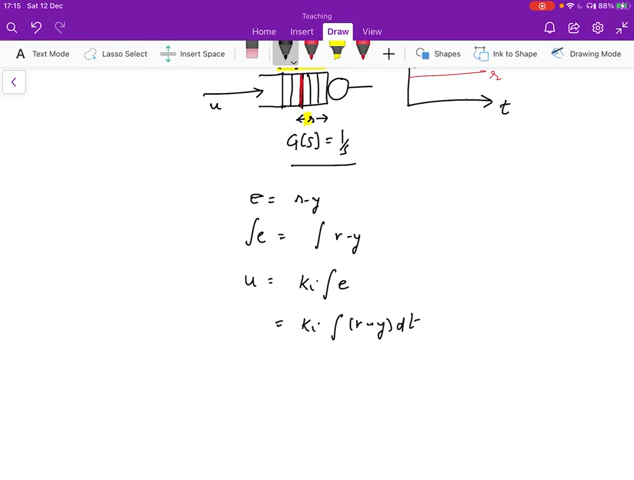 17:15 Sat 12 Dec
Teaching
88%
Home Insert Draw View
A Text Mode Lasso Select Insert Space Shapes Ink to Shape Drawing Mode
r
u
t
r
G(s) = 1/s
e = r-y
∫e = ∫ r-y
u = Ki·∫e
= Ki·∫(r-y)dt